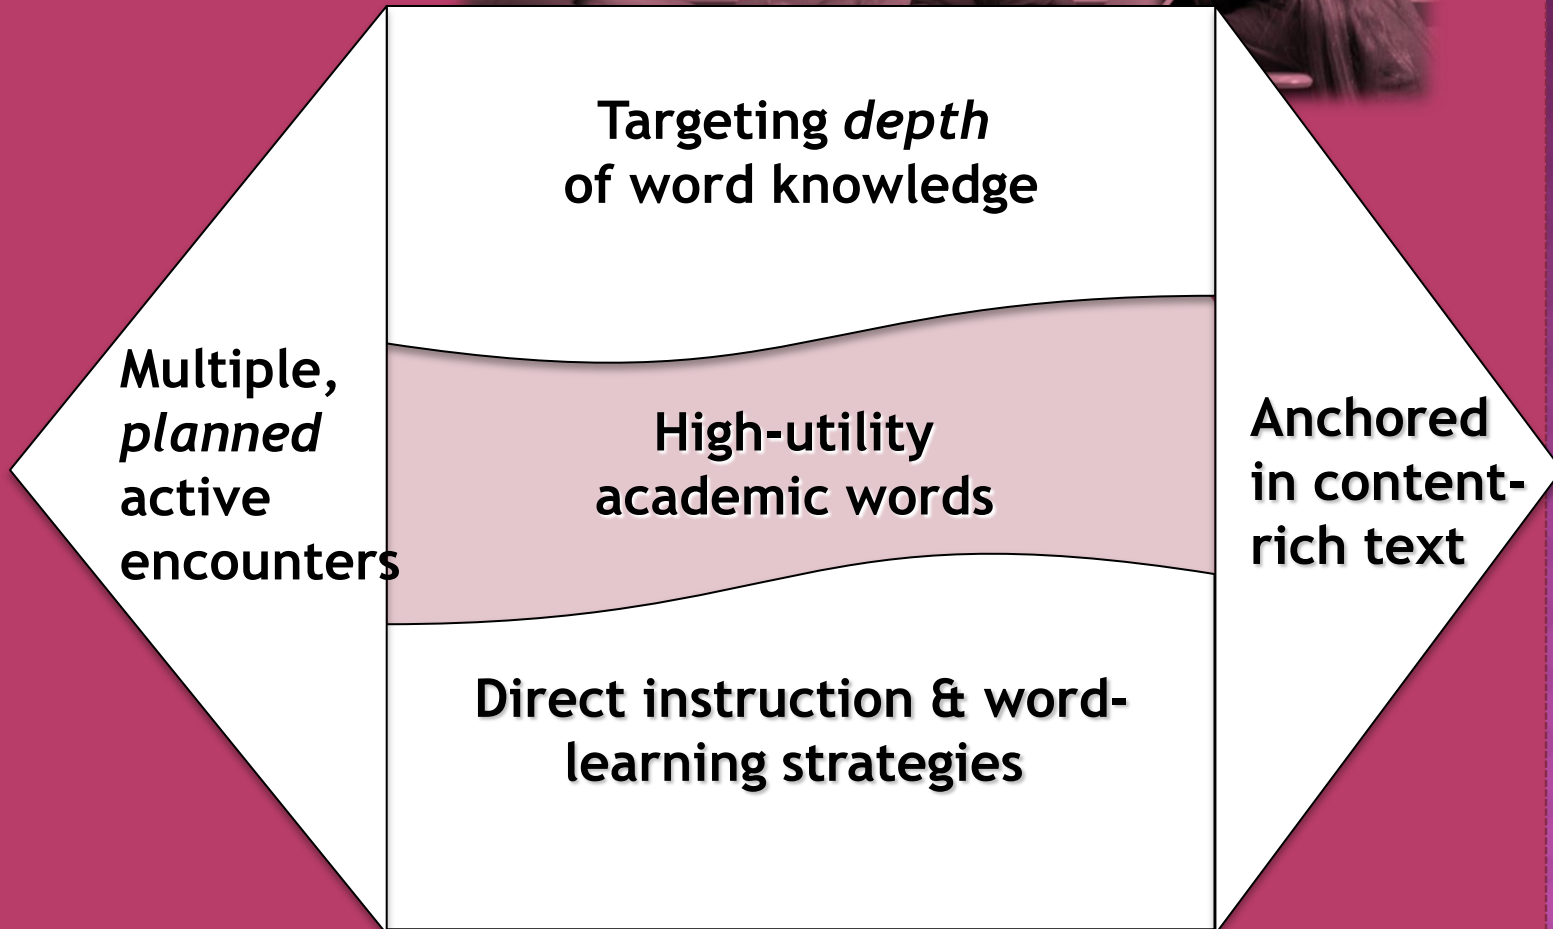 Targeting depth
of word knowledge
Multiple,
planned
active
encounters
High-utility
academic words
Anchored
in content-
rich text
Direct instruction & word-
learning strategies